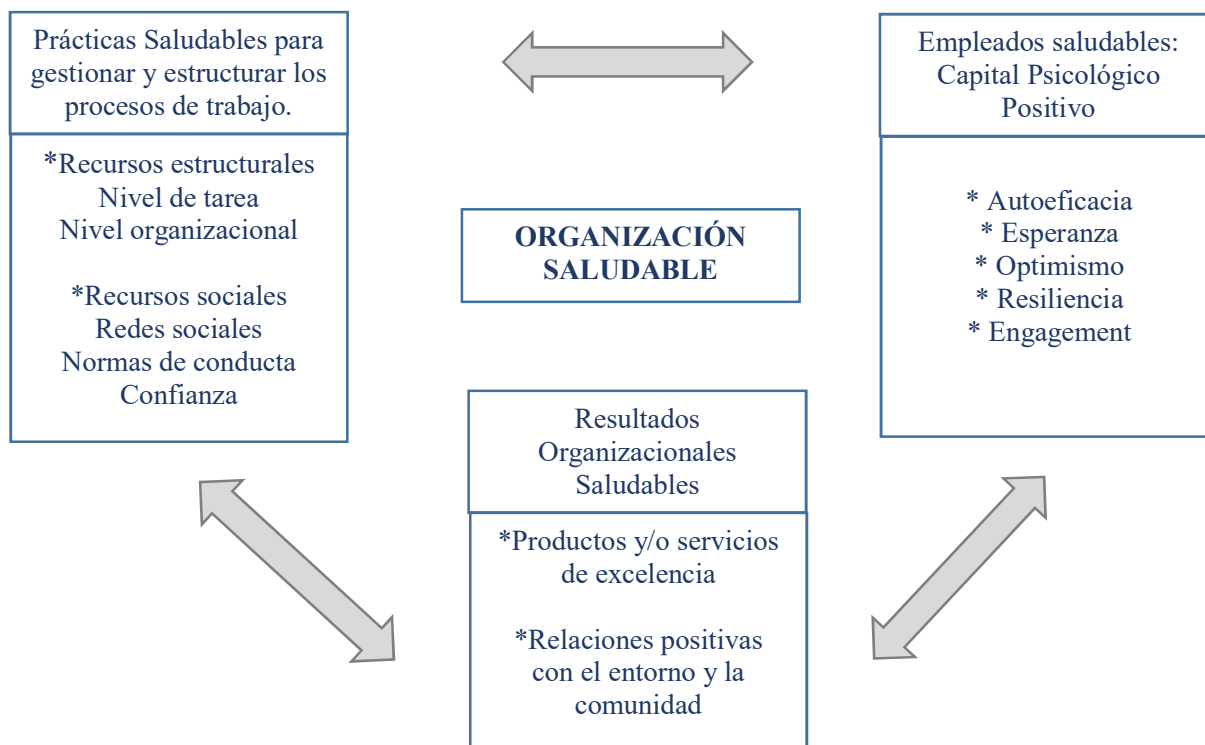 Prácticas Saludables para
gestionar y estructurar los
procesos de trabajo.
*Recursos estructurales
Nivel de tarea
Nivel organizacional
*Recursos sociales
Redes sociales
Normas de conducta
Confianza
ORGANIZACIÓN
SALUDABLE
Empleados saludables:
Capital Psicológico
Positivo
* Autoeficacia
* Esperanza
* Optimismo
* Resiliencia
* Engagement
Resultados
Organizacionales
Saludables
*Productos y/o servicios
de excelencia
*Relaciones positivas
con el entorno y la
comunidad